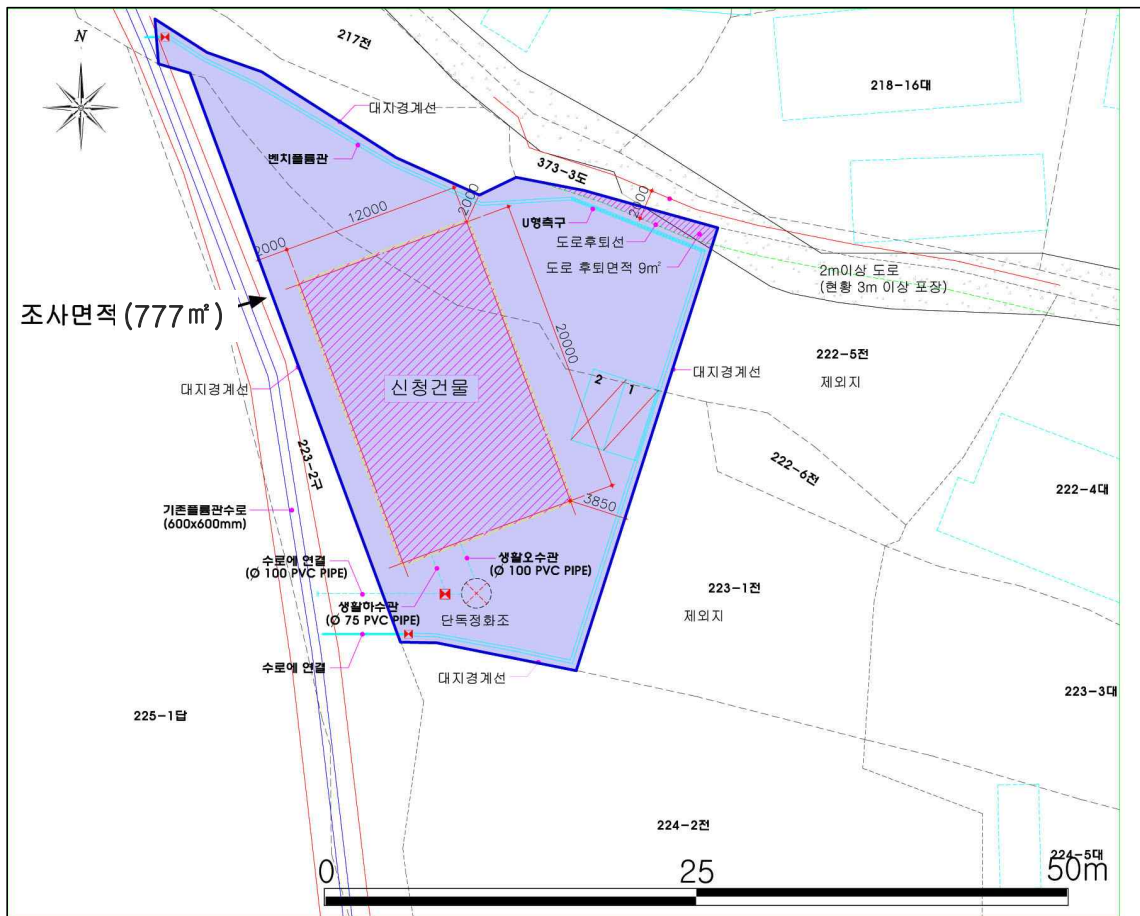 N
217전
218-16대
대지경계선
벤치플륨관
373-3도
2000
12000
2000
2000
U형측구
도로후퇴선
도로 후퇴면적 9㎡
2m이상 도로
(현황 3m 이상 포장)
조사면적(777㎡)
20000
222-5전
제외지
대지경계선
대지경계선
신청건물
2
1
223-2구
222-6전
222-4대
3850
기존플륨관수로
(600x600mm)
수로에 연결
(Ø 100 PVC PIPE)
생활오수관
(Ø 100 PVC PIPE)
생활하수관
(Ø 75 PVC PIPE)
단독정화조
223-1전
제외지
수로에 연결
대지경계선
223-3대
225-1답
224-2전
224-5대
0
25
50m